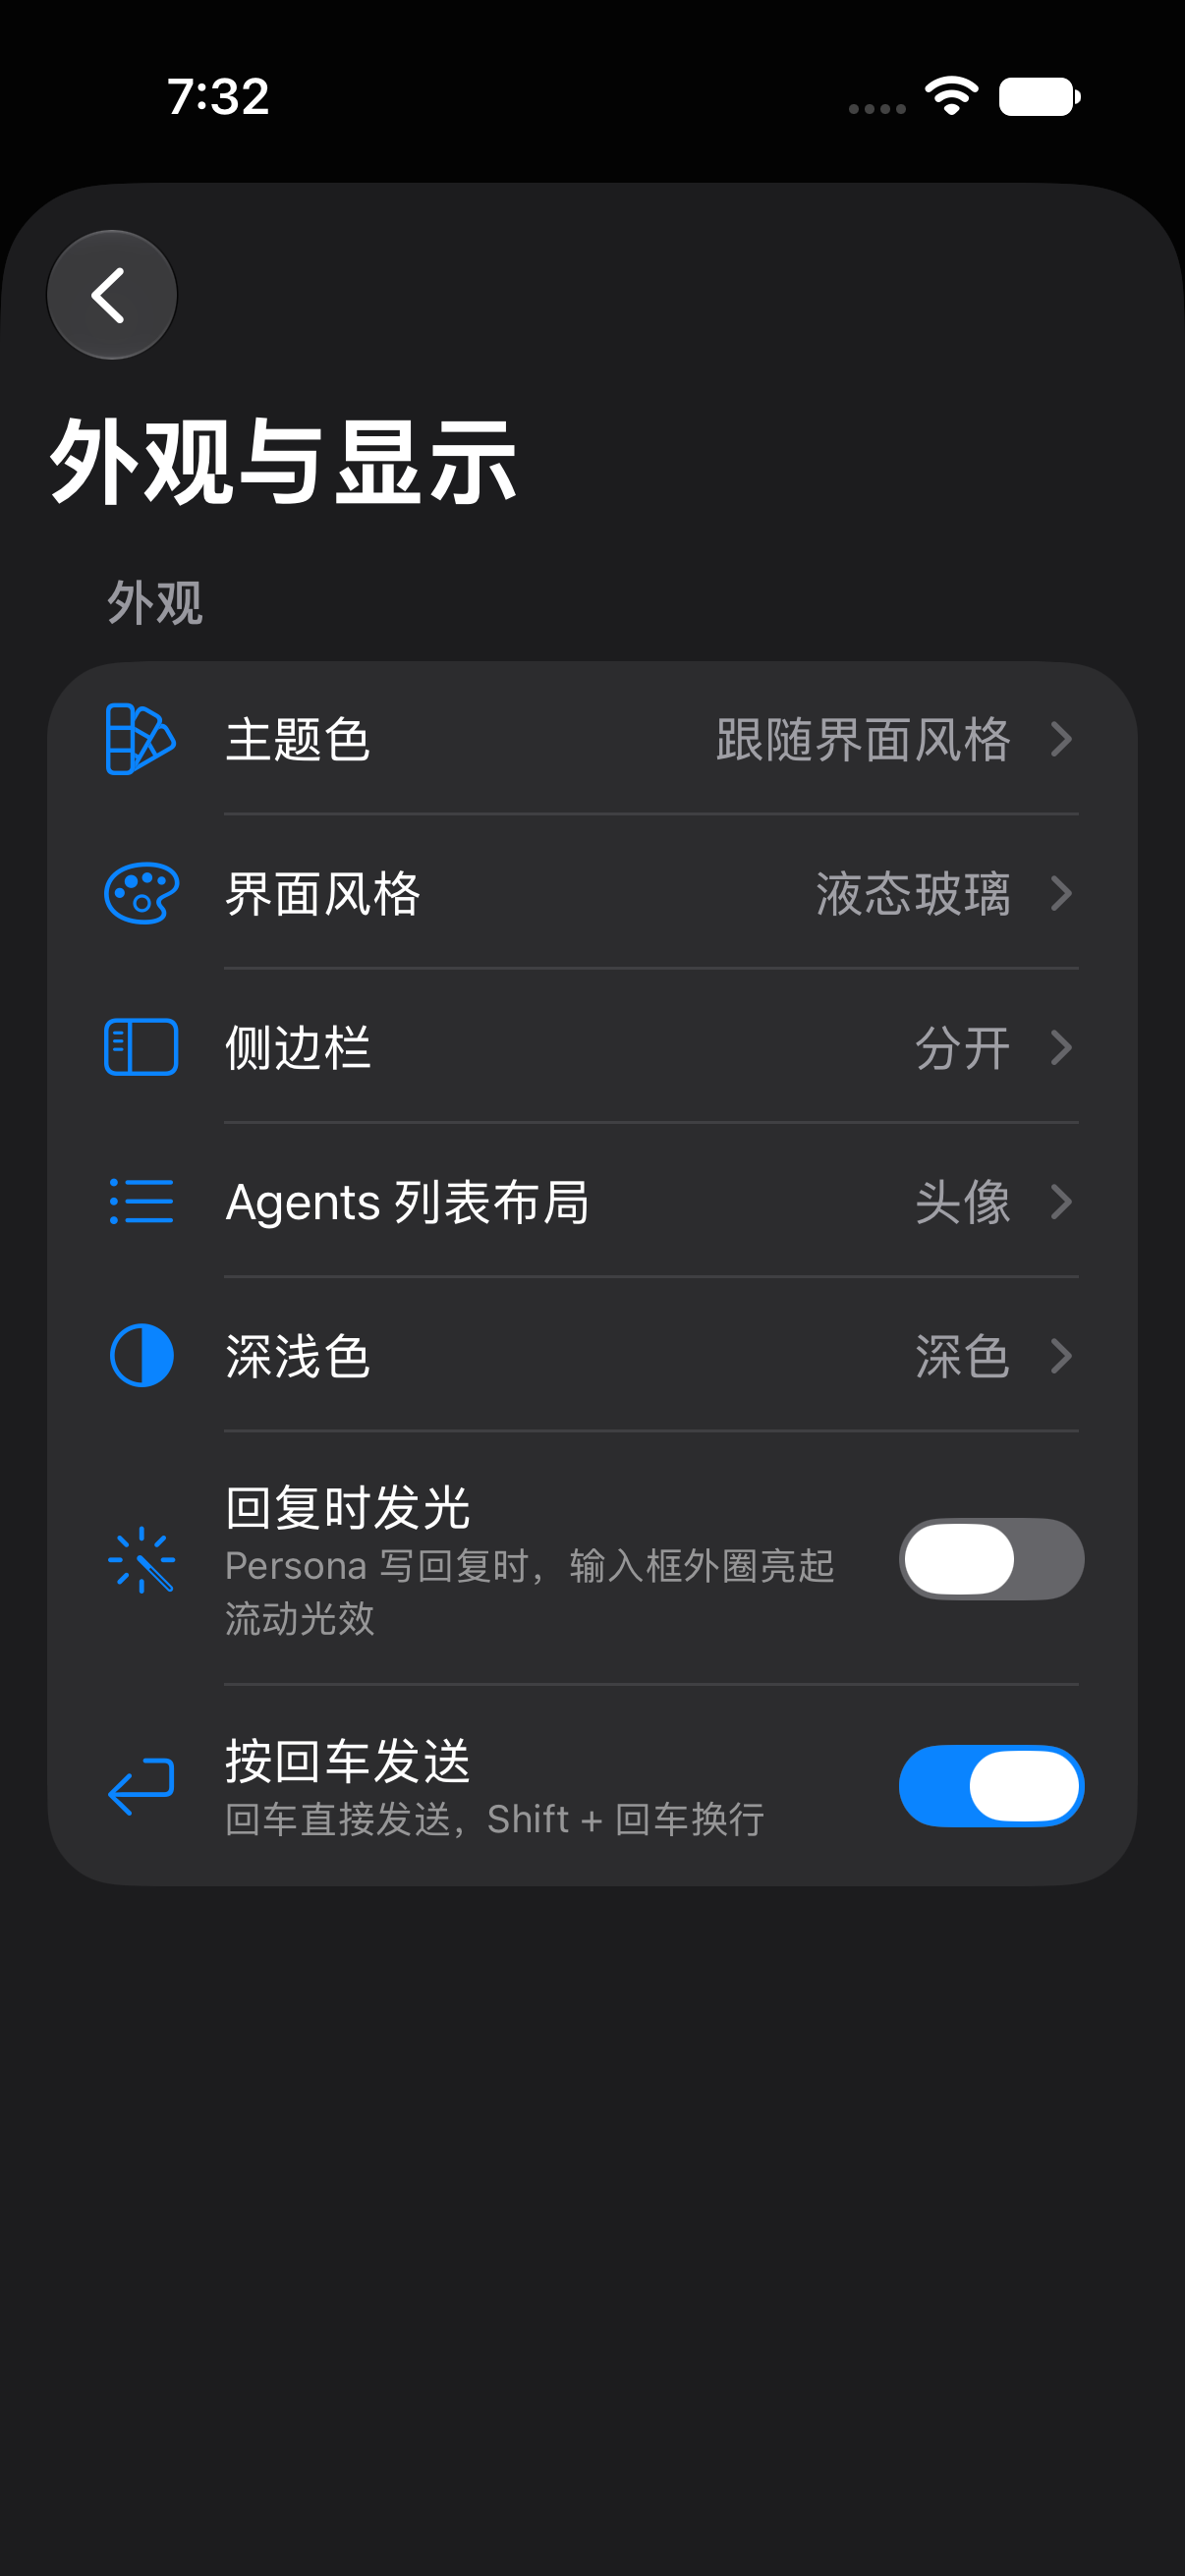 7:32
外观与显示
外观
主题色 跟随界面风格
界面风格 液态玻璃
侧边栏 分开
Agents 列表布局 头像
深浅色 深色
回复时发光
Persona 写回复时，输入框外圈亮起
流动光效
按回车发送
回车直接发送，Shift + 回车换行